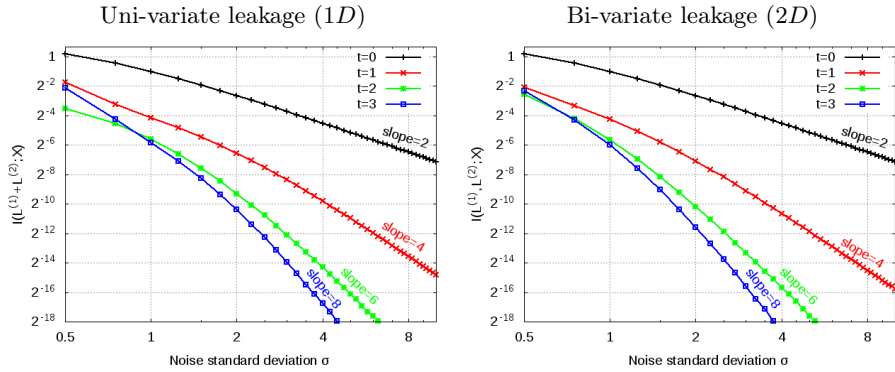 Uni-variate leakage (1D)
1
2^-2
2^-4
2^-6
2^-8
2^-10
2^-12
2^-14
2^-16
2^-18
I(L^(1)+L^(2);X)
t=0
t=1
t=2
t=3
slope=2
slope=4
slope=6
slope=8
0.5 1 2 4 8
Noise standard deviation σ
Bi-variate leakage (2D)
1
2^-2
2^-4
2^-6
2^-8
2^-10
2^-12
2^-14
2^-16
2^-18
I(L^(1),L^(2);X)
t=0
t=1
t=2
t=3
slope=2
slope=4
slope=6
slope=8
0.5 1 2 4 8
Noise standard deviation σ